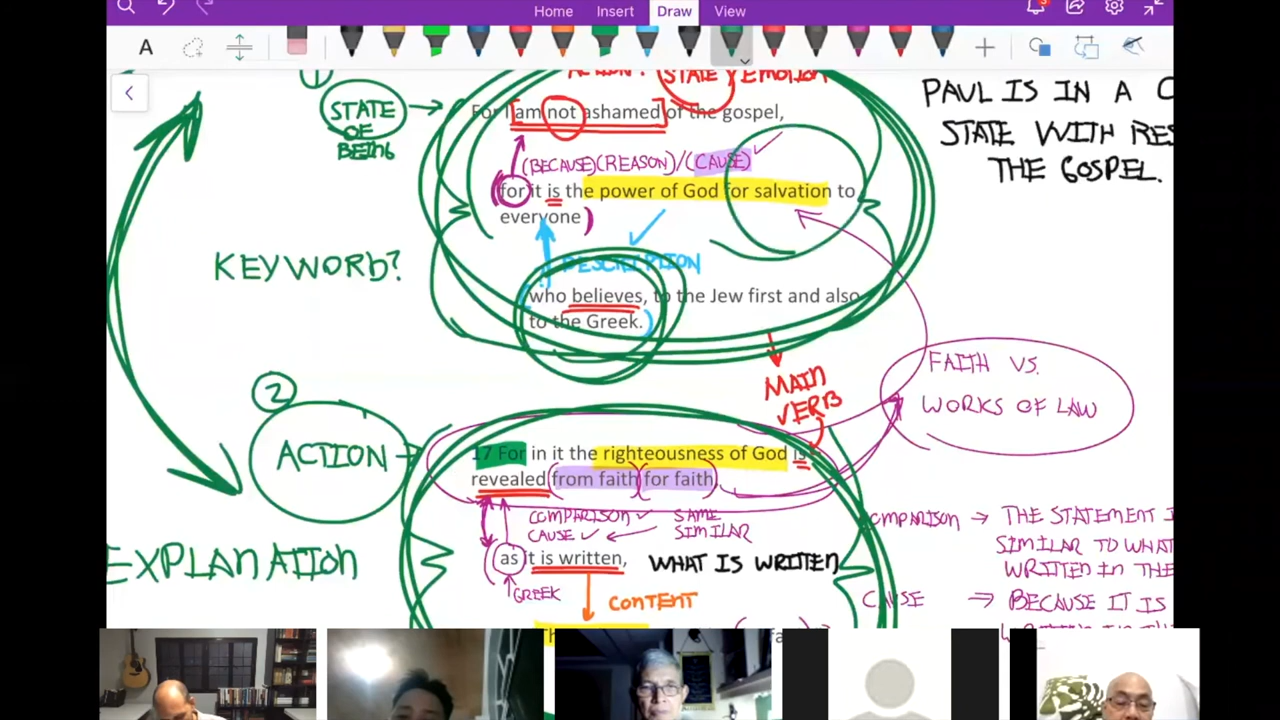 Home Insert Draw View
A
①
ACTION? STATE EMOTION
STATE OF BEING
For I am not ashamed of the gospel,
PAUL IS IN A C
STATE WITH RES
THE GOSPEL.
(BECAUSE)(REASON)/(CAUSE)
for it is the power of God for salvation to
everyone
KEYWORD?
DESCRIPTION
who believes, to the Jew first and also
to the Greek.
MAIN
VERB
FAITH VS.
WORKS OF LAW
②
ACTION
17 For in it the righteousness of God is
revealed from faith for faith,
COMPARISON SAME
CAUSE SIMILAR
as it is written, WHAT IS WRITTEN
GREEK
CONTENT
EXPLANATION
COMPARISON → THE STATEMENT I
SIMILAR TO WHAT
WRITTEN IN THE
CAUSE → BECAUSE IT IS